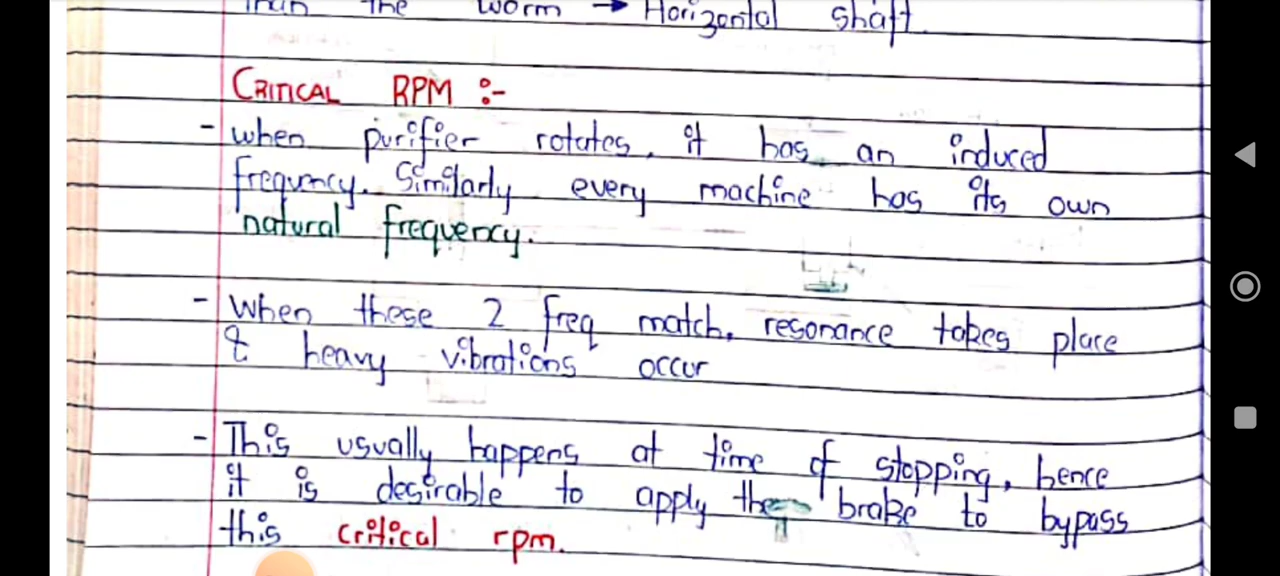 than the worm → Horizontal shaft.
CRITICAL RPM :-
- when purifier rotates, it has an induced
frequency. Similarly every machine has its own
natural frequency.
- When these 2 freq match, resonance takes place
& heavy vibrations occur
- This usually happens at time of stopping, hence
it is desirable to apply the brake to bypass
this critical rpm.